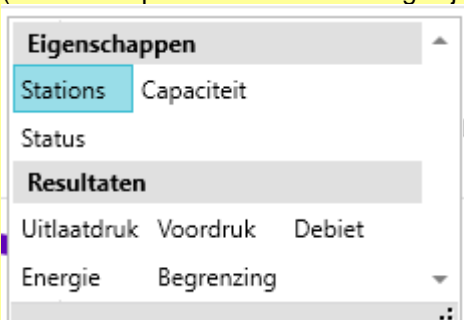 Eigenschappen
Stations Capaciteit
Status
Resultaten
Uitlaatdruk Voordruk Debiet
Energie Begrenzing